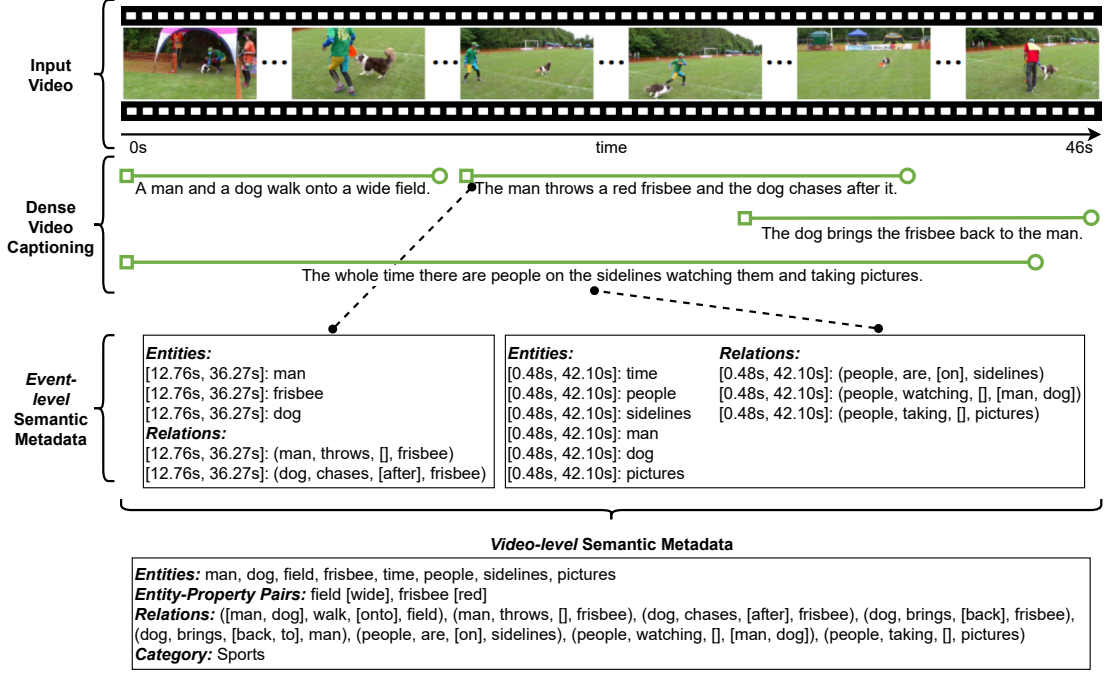 Input
Video
0s
time
46s
Dense
Video
Captioning
A man and a dog walk onto a wide field.
The man throws a red frisbee and the dog chases after it.
The dog brings the frisbee back to the man.
The whole time there are people on the sidelines watching them and taking pictures.
Event-
level
Semantic
Metadata
Entities:
[12.76s, 36.27s]: man
[12.76s, 36.27s]: frisbee
[12.76s, 36.27s]: dog
Relations:
[12.76s, 36.27s]: (man, throws, [], frisbee)
[12.76s, 36.27s]: (dog, chases, [after], frisbee)
Entities:
[0.48s, 42.10s]: time
[0.48s, 42.10s]: people
[0.48s, 42.10s]: sidelines
[0.48s, 42.10s]: man
[0.48s, 42.10s]: dog
[0.48s, 42.10s]: pictures
Relations:
[0.48s, 42.10s]: (people, are, [on], sidelines)
[0.48s, 42.10s]: (people, watching, [], [man, dog])
[0.48s, 42.10s]: (people, taking, [], pictures)
Video-level Semantic Metadata
Entities: man, dog, field, frisbee, time, people, sidelines, pictures
Entity-Property Pairs: field [wide], frisbee [red]
Relations: ([man, dog], walk, [onto], field), (man, throws, [], frisbee), (dog, chases, [after], frisbee), (dog, brings, [back], frisbee),
(dog, brings, [back, to], man), (people, are, [on], sidelines), (people, watching, [], [man, dog]), (people, taking, [], pictures)
Category: Sports